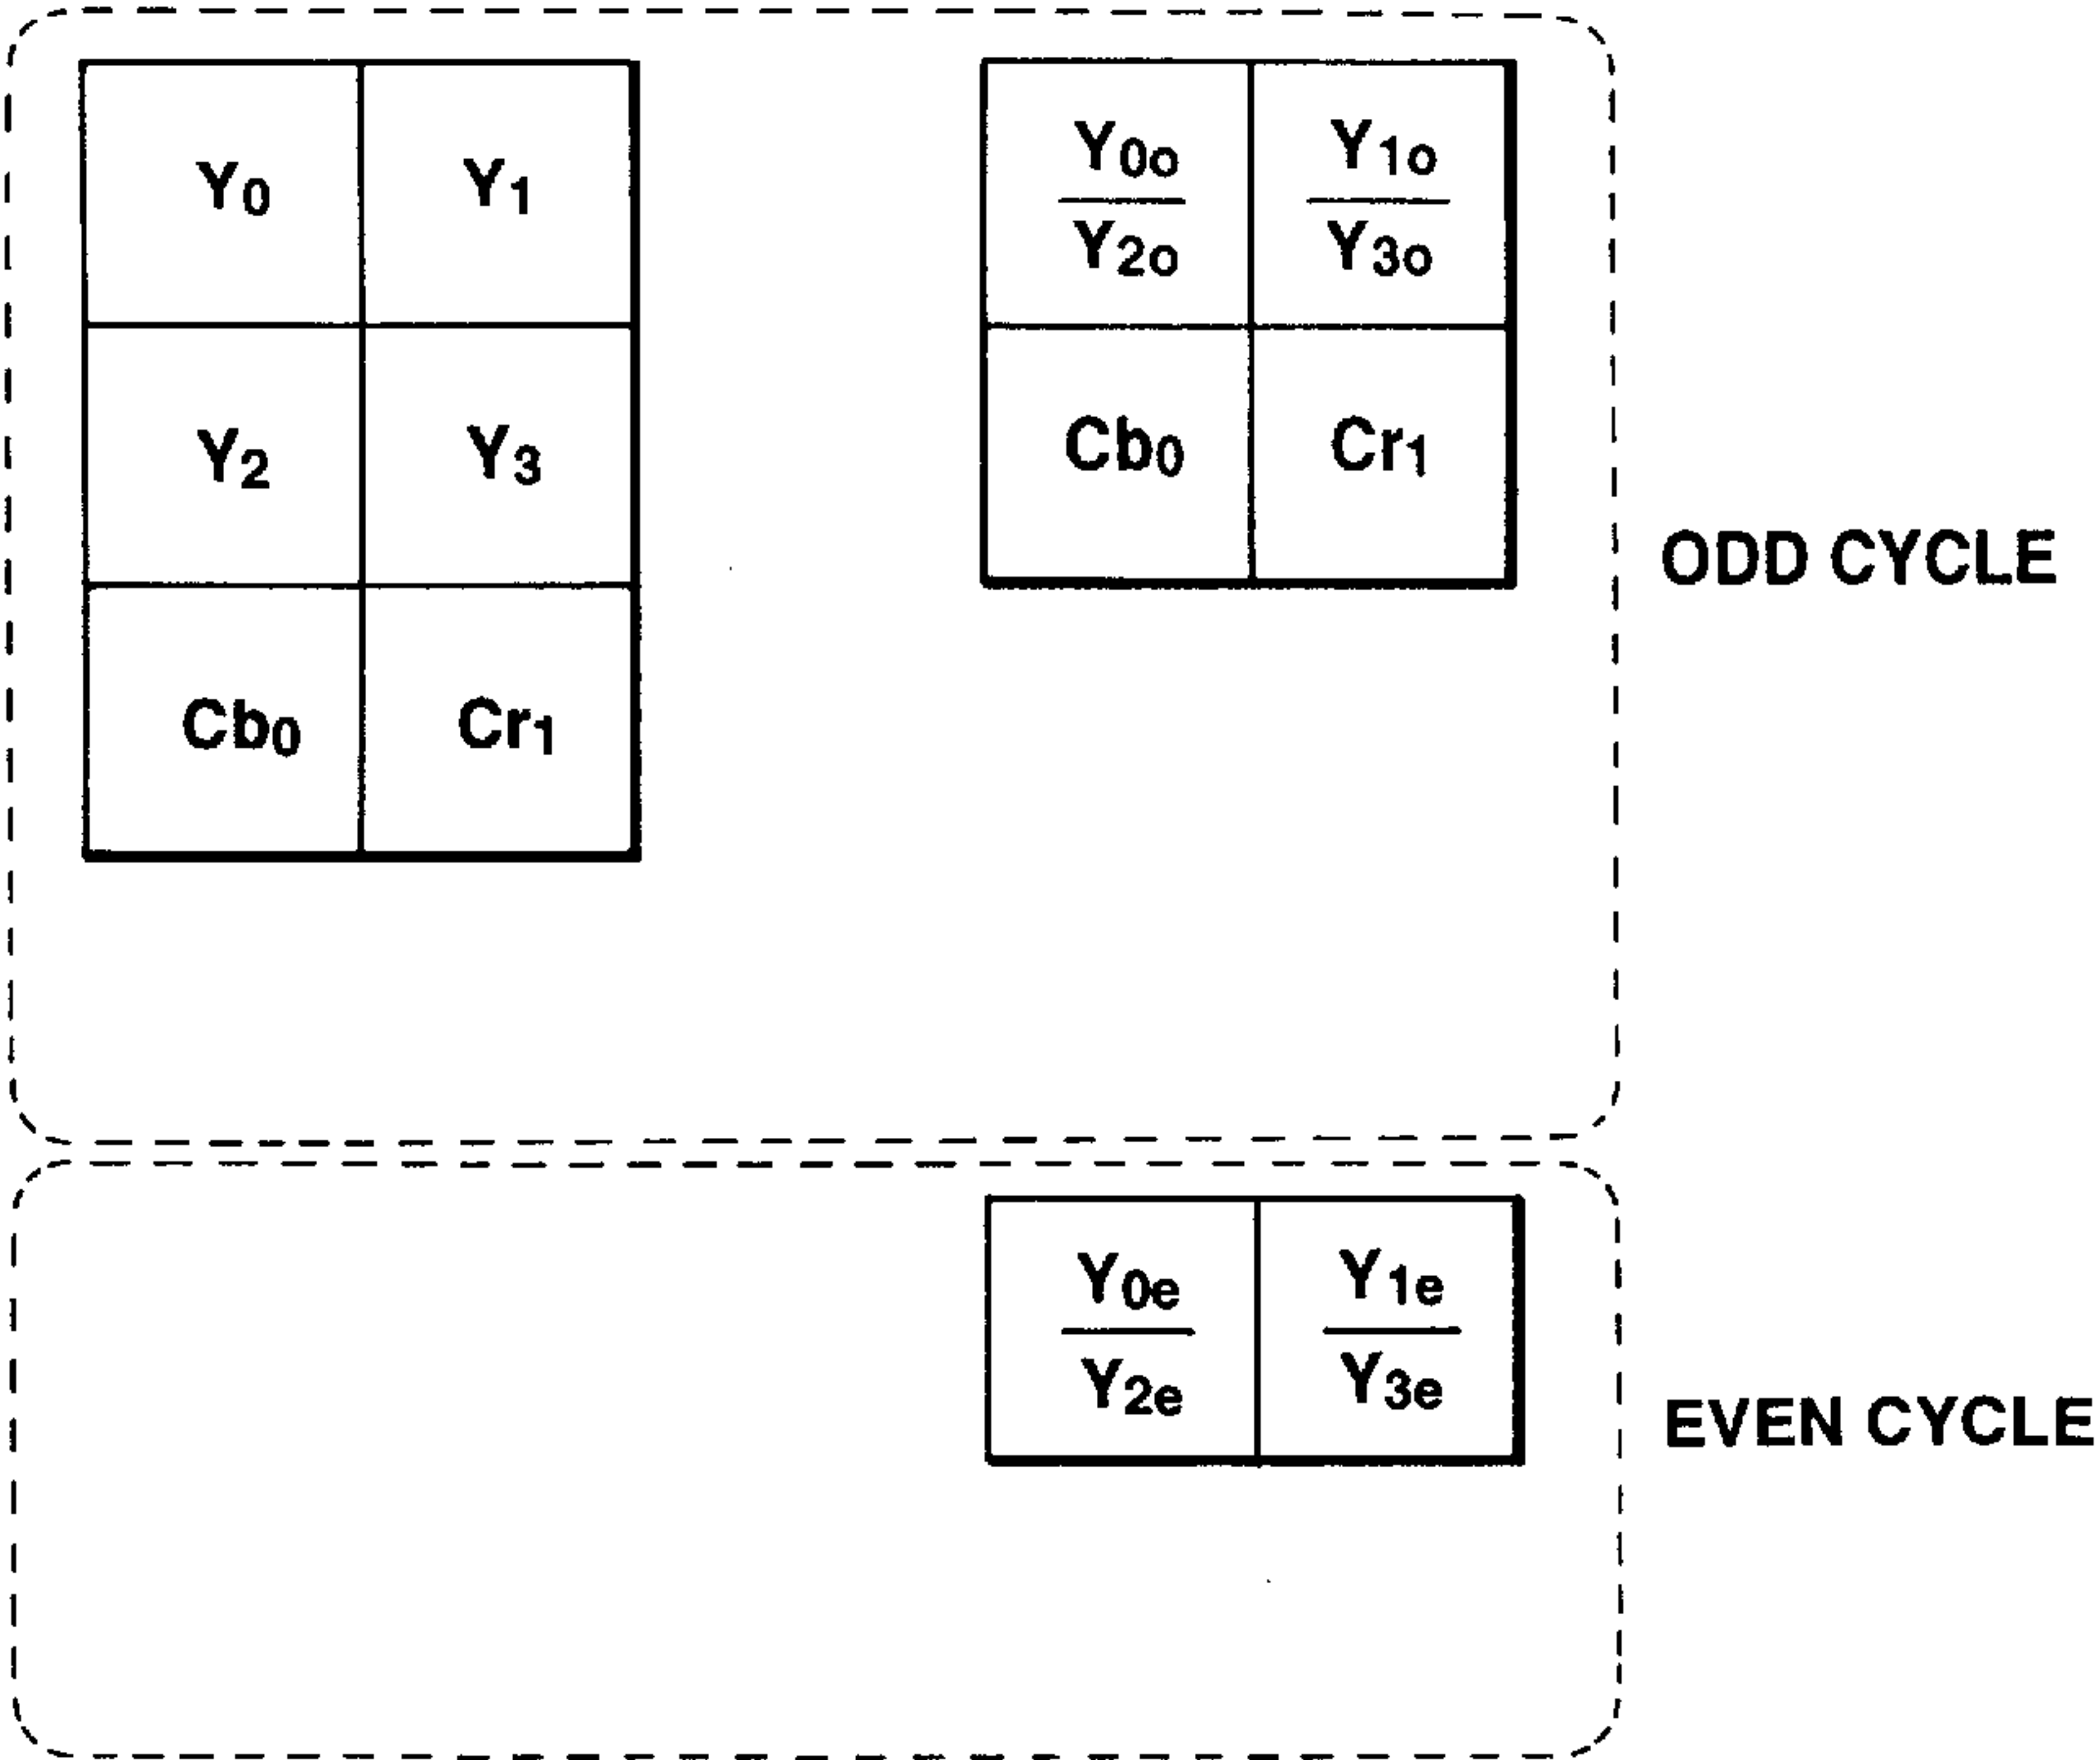 Y0 Y1
Y2 Y3
Cb0 Cr1
Y0o Y1o
Y2o Y3o
Cb0 Cr1
ODD CYCLE
Y0e Y1e
Y2e Y3e
EVEN CYCLE